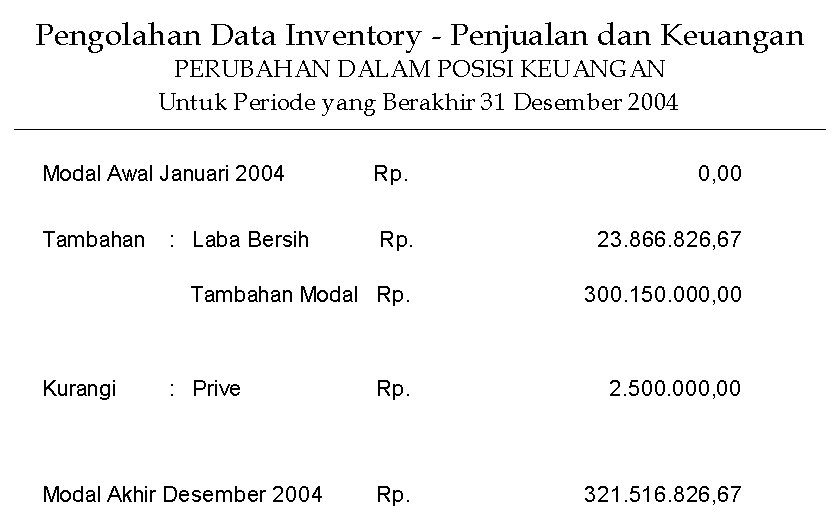 Pengolahan Data Inventory - Penjualan dan Keuangan
PERUBAHAN DALAM POSISI KEUANGAN
Untuk Periode yang Berakhir 31 Desember 2004
Modal Awal Januari 2004 Rp. 0,00
Tambahan : Laba Bersih Rp. 23.866.826,67
Tambahan Modal Rp. 300.150.000,00
Kurangi : Prive Rp. 2.500.000,00
Modal Akhir Desember 2004 Rp. 321.516.826,67